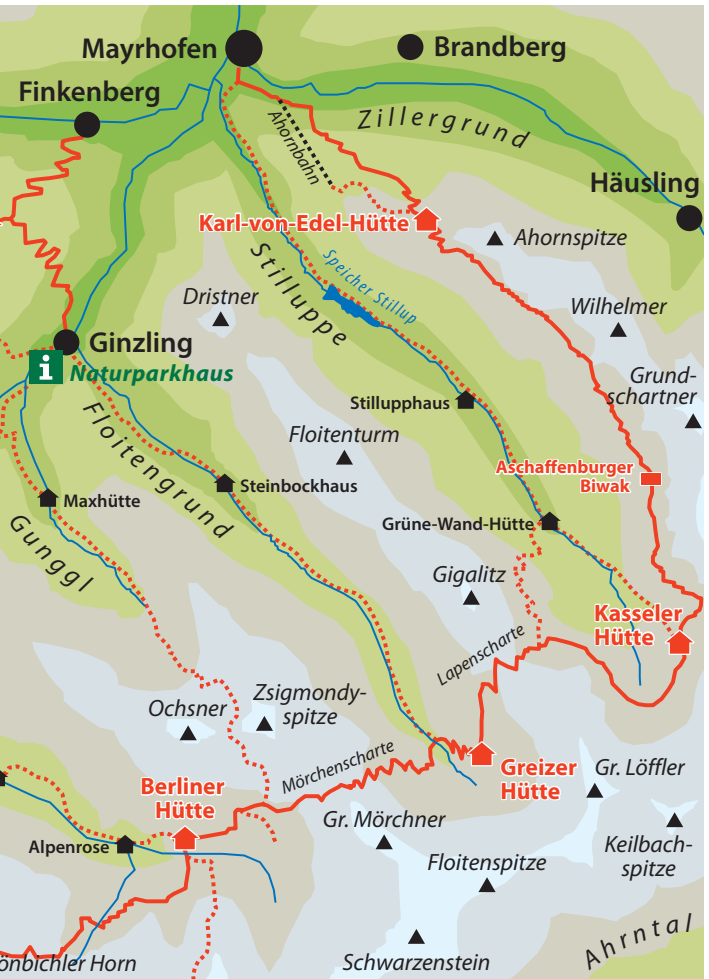 Mayrhofen
Brandberg
Finkenberg
Zillergrund
Ahornbahn
Häusling
Karl-von-Edel-Hütte
Ahornspitze
Stilluppe
Speicher Stillup
Dristner
Wilhelmer
Ginzling
i Naturparkhaus
Grund-
schartner
Stillupphaus
Floitengrund
Floitenturm
Aschaffenburger
Biwak
Steinbockhaus
Maxhütte
Grüne-Wand-Hütte
Gunggl
Gigalitz
Kasseler
Hütte
Lapenscharte
Zsigmondy-
spitze
Ochsner
Mörchenscharte
Greizer
Hütte
Gr. Löffler
Berliner
Hütte
Gr. Mörchner
Alpenrose
Keilbach-
spitze
Floitenspitze
Ahrntal
önbichler Horn
Schwarzenstein